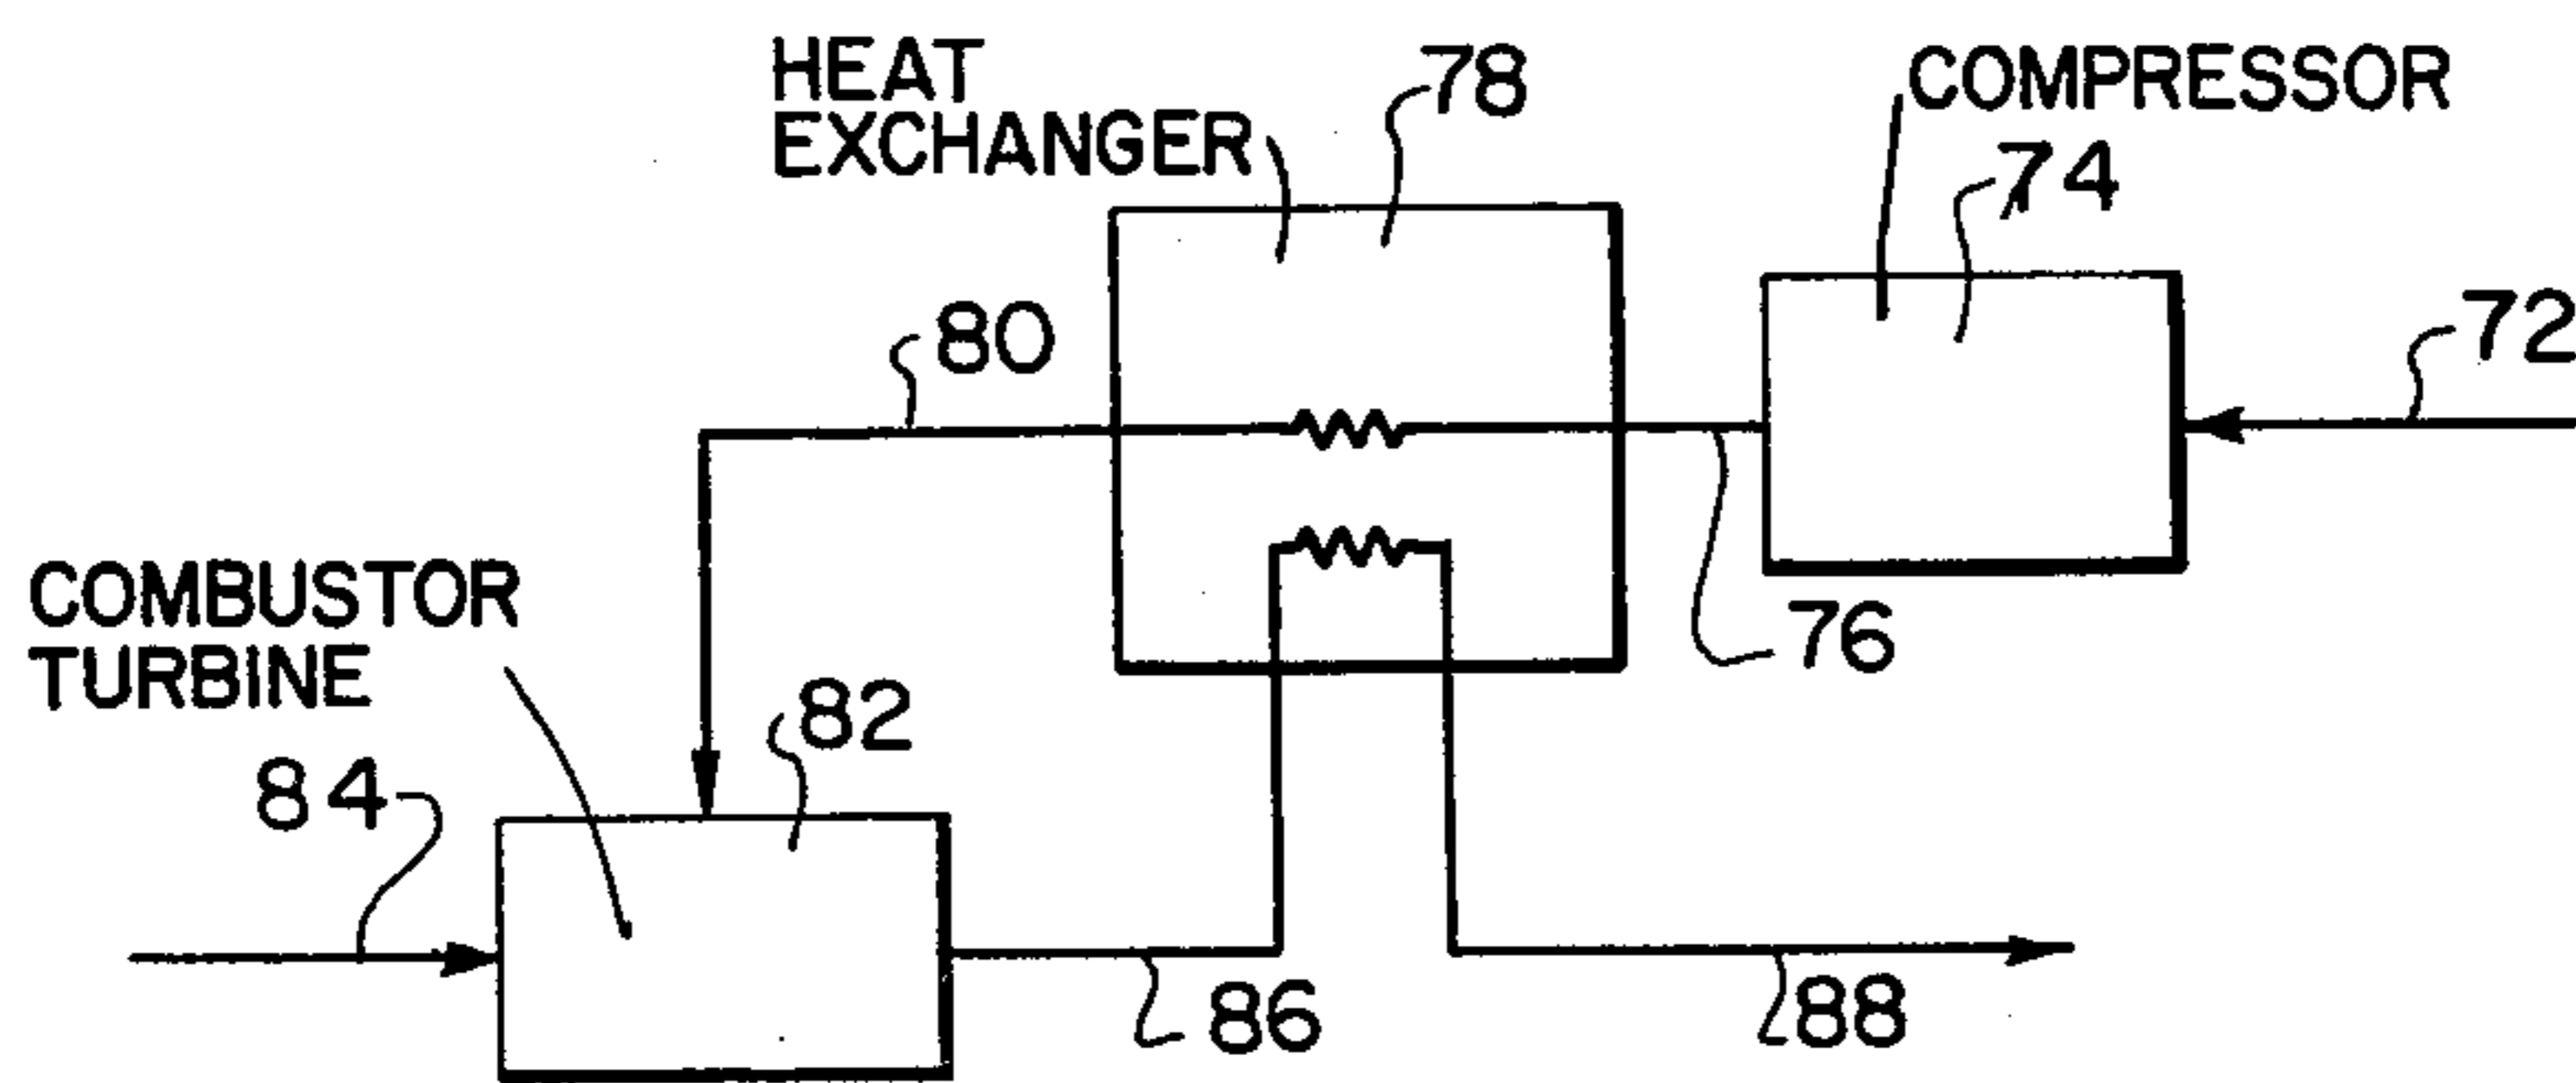 HEAT
EXCHANGER
78
COMPRESSOR
74
72
80
76
COMBUSTOR
TURBINE
82
84
86
88